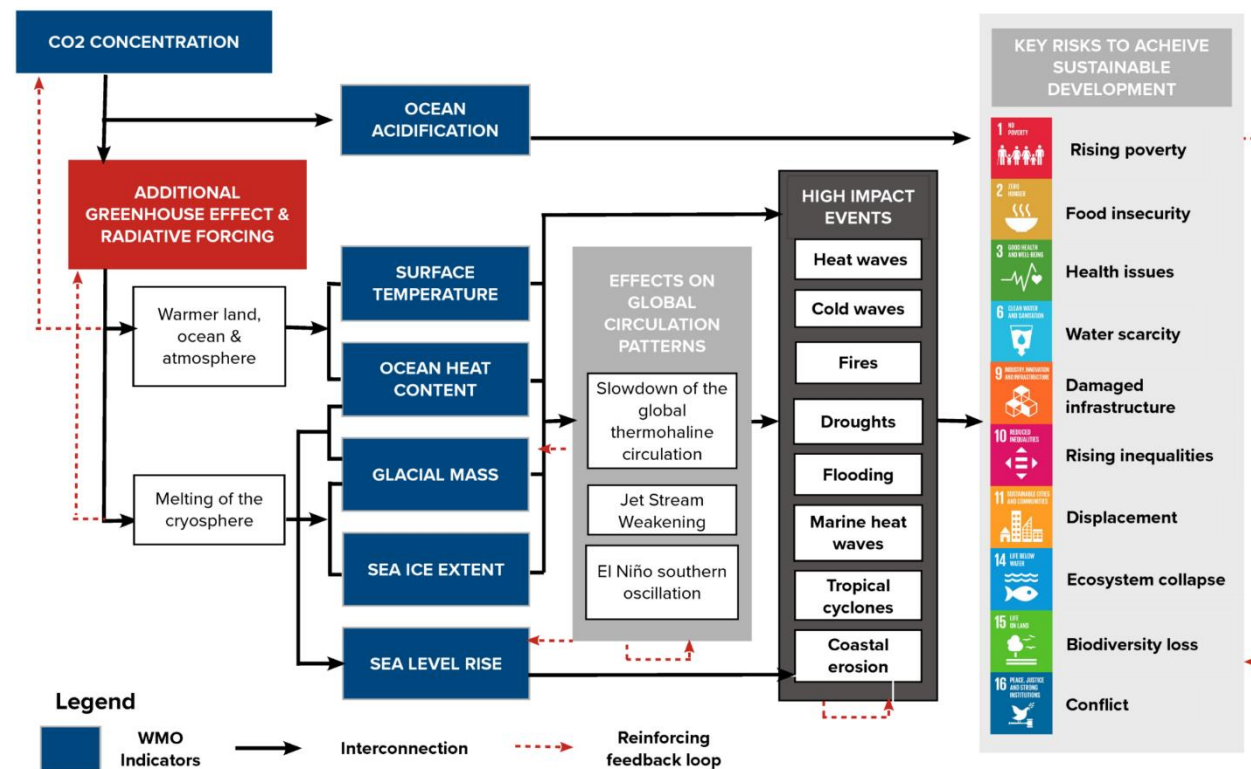 CO2 CONCENTRATION
OCEAN
ACIDIFICATION
ADDITIONAL
GREENHOUSE EFFECT &
RADIATIVE FORCING
Warmer land,
ocean &
atmosphere
Melting of the
cryosphere
SURFACE
TEMPERATURE
OCEAN HEAT
CONTENT
GLACIAL MASS
SEA ICE EXTENT
SEA LEVEL RISE
EFFECTS ON
GLOBAL
CIRCULATION
PATTERNS
Slowdown of the
global
thermohaline
circulation
Jet Stream
Weakening
El Niño southern
oscillation
HIGH IMPACT
EVENTS
Heat waves
Cold waves
Fires
Droughts
Flooding
Marine heat
waves
Tropical
cyclones
Coastal
erosion
KEY RISKS TO ACHEIVE
SUSTAINABLE
DEVELOPMENT
1 NO
POVERTY
Rising poverty
2 ZERO
HUNGER
Food insecurity
3 GOOD HEALTH
AND WELL-BEING
Health issues
6 CLEAN WATER
AND SANITATION
Water scarcity
9 INDUSTRY, INNOVATION
AND INFRASTRUCTURE
Damaged
infrastructure
10 REDUCED
INEQUALITIES
Rising inequalities
11 SUSTAINABLE CITIES
AND COMMUNITIES
Displacement
14 LIFE BELOW
WATER
Ecosystem collapse
15 LIFE
ON LAND
Biodiversity loss
16 PEACE, JUSTICE
AND STRONG
INSTITUTIONS
Conflict
Legend
WMO
Indicators
Interconnection
Reinforcing
feedback loop